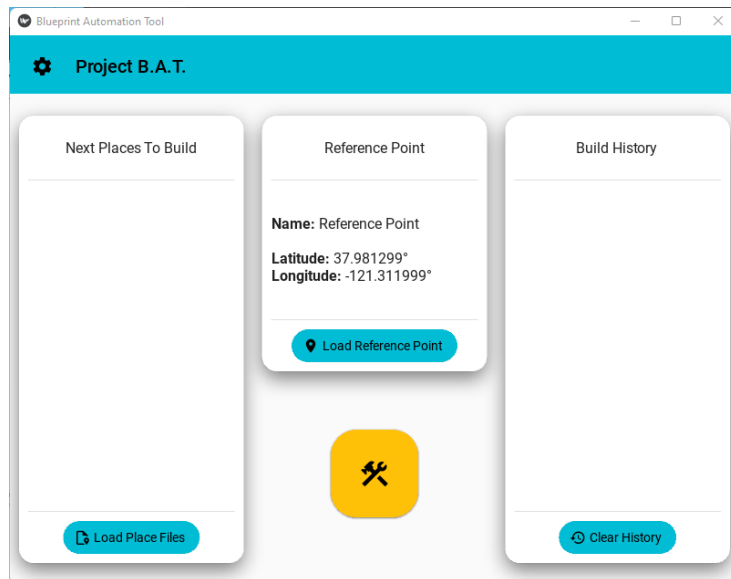 Blueprint Automation Tool
Project B.A.T.
Next Places To Build
Load Place Files
Reference Point
Name: Reference Point
Latitude: 37.981299°
Longitude: -121.311999°
Load Reference Point
Build History
Clear History